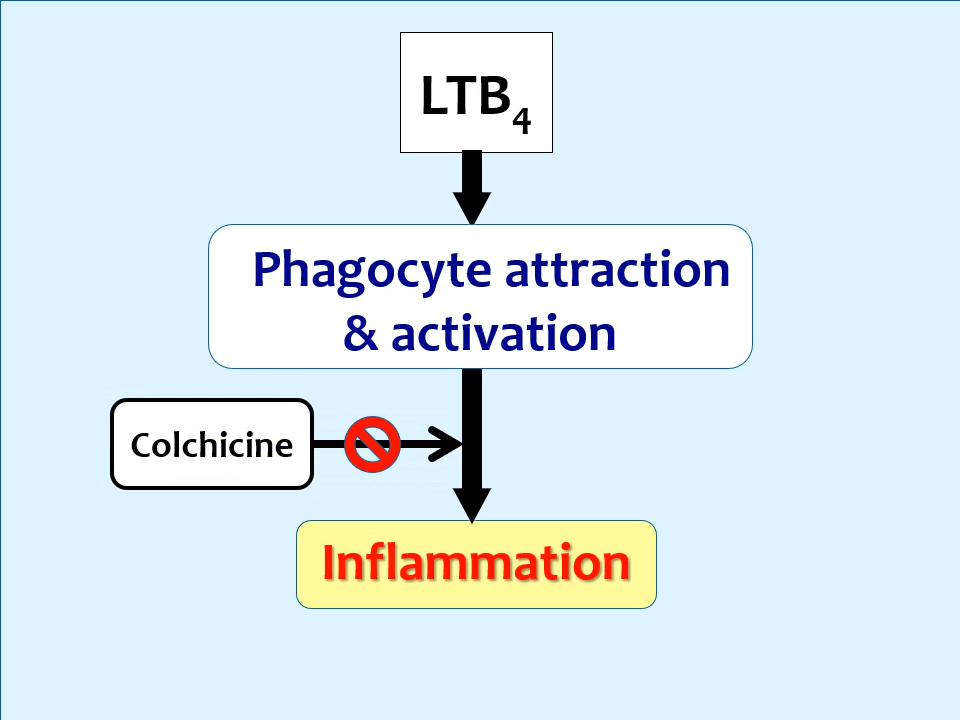 LTB₄
Phagocyte attraction
& activation
Colchicine
Inflammation